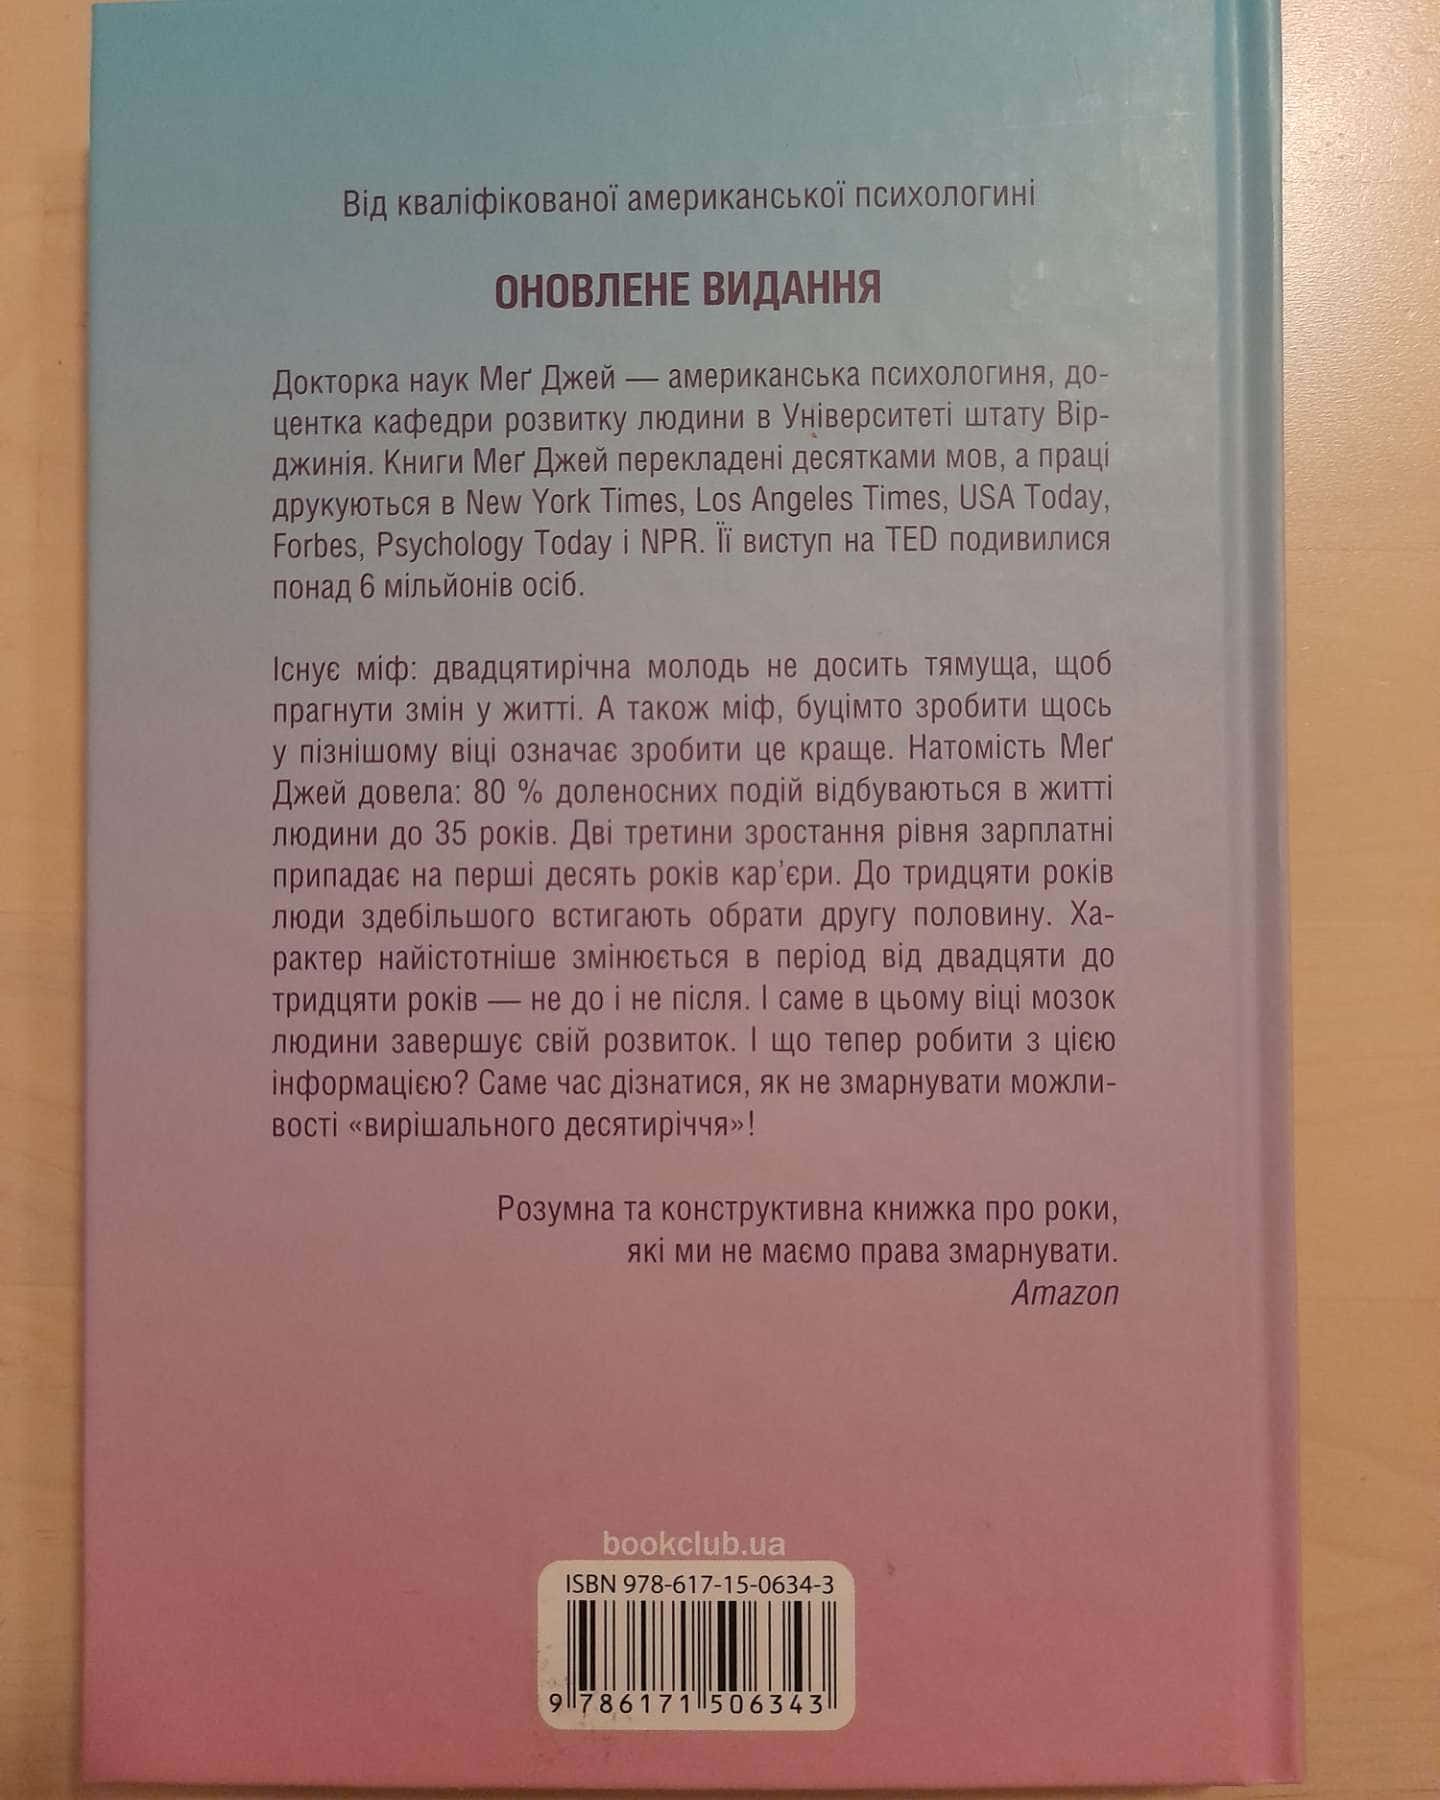 Від кваліфікованої американської психологині
ОНОВЛЕНЕ ВИДАННЯ
Докторка наук Меґ Джей — американська психологиня, до-
центка кафедри розвитку людини в Університеті штату Вір-
джинія. Книги Меґ Джей перекладені десятками мов, а праці
друкуються в New York Times, Los Angeles Times, USA Today,
Forbes, Psychology Today і NPR. Її виступ на TED подивилися
понад 6 мільйонів осіб.
Існує міф: двадцятирічна молодь не досить тямуща, щоб
прагнути змін у житті. А також міф, буцімто зробити щось
у пізнішому віці означає зробити це краще. Натомість Меґ
Джей довела: 80 % доленосних подій відбуваються в житті
людини до 35 років. Дві третини зростання рівня зарплатні
припадає на перші десять років кар’єри. До тридцяти років
люди здебільшого встигають обрати другу половину. Ха-
рактер найістотніше змінюється в період від двадцяти до
тридцяти років — не до і не після. І саме в цьому віці мозок
людини завершує свій розвиток. І що тепер робити з цією
інформацією? Саме час дізнатися, як не змарнувати можли-
вості «вирішального десятиріччя»!
Розумна та конструктивна книжка про роки,
які ми не маємо права змарнувати.
Amazon
bookclub.ua
ISBN 978-617-15-0634-3
9 786171 506343